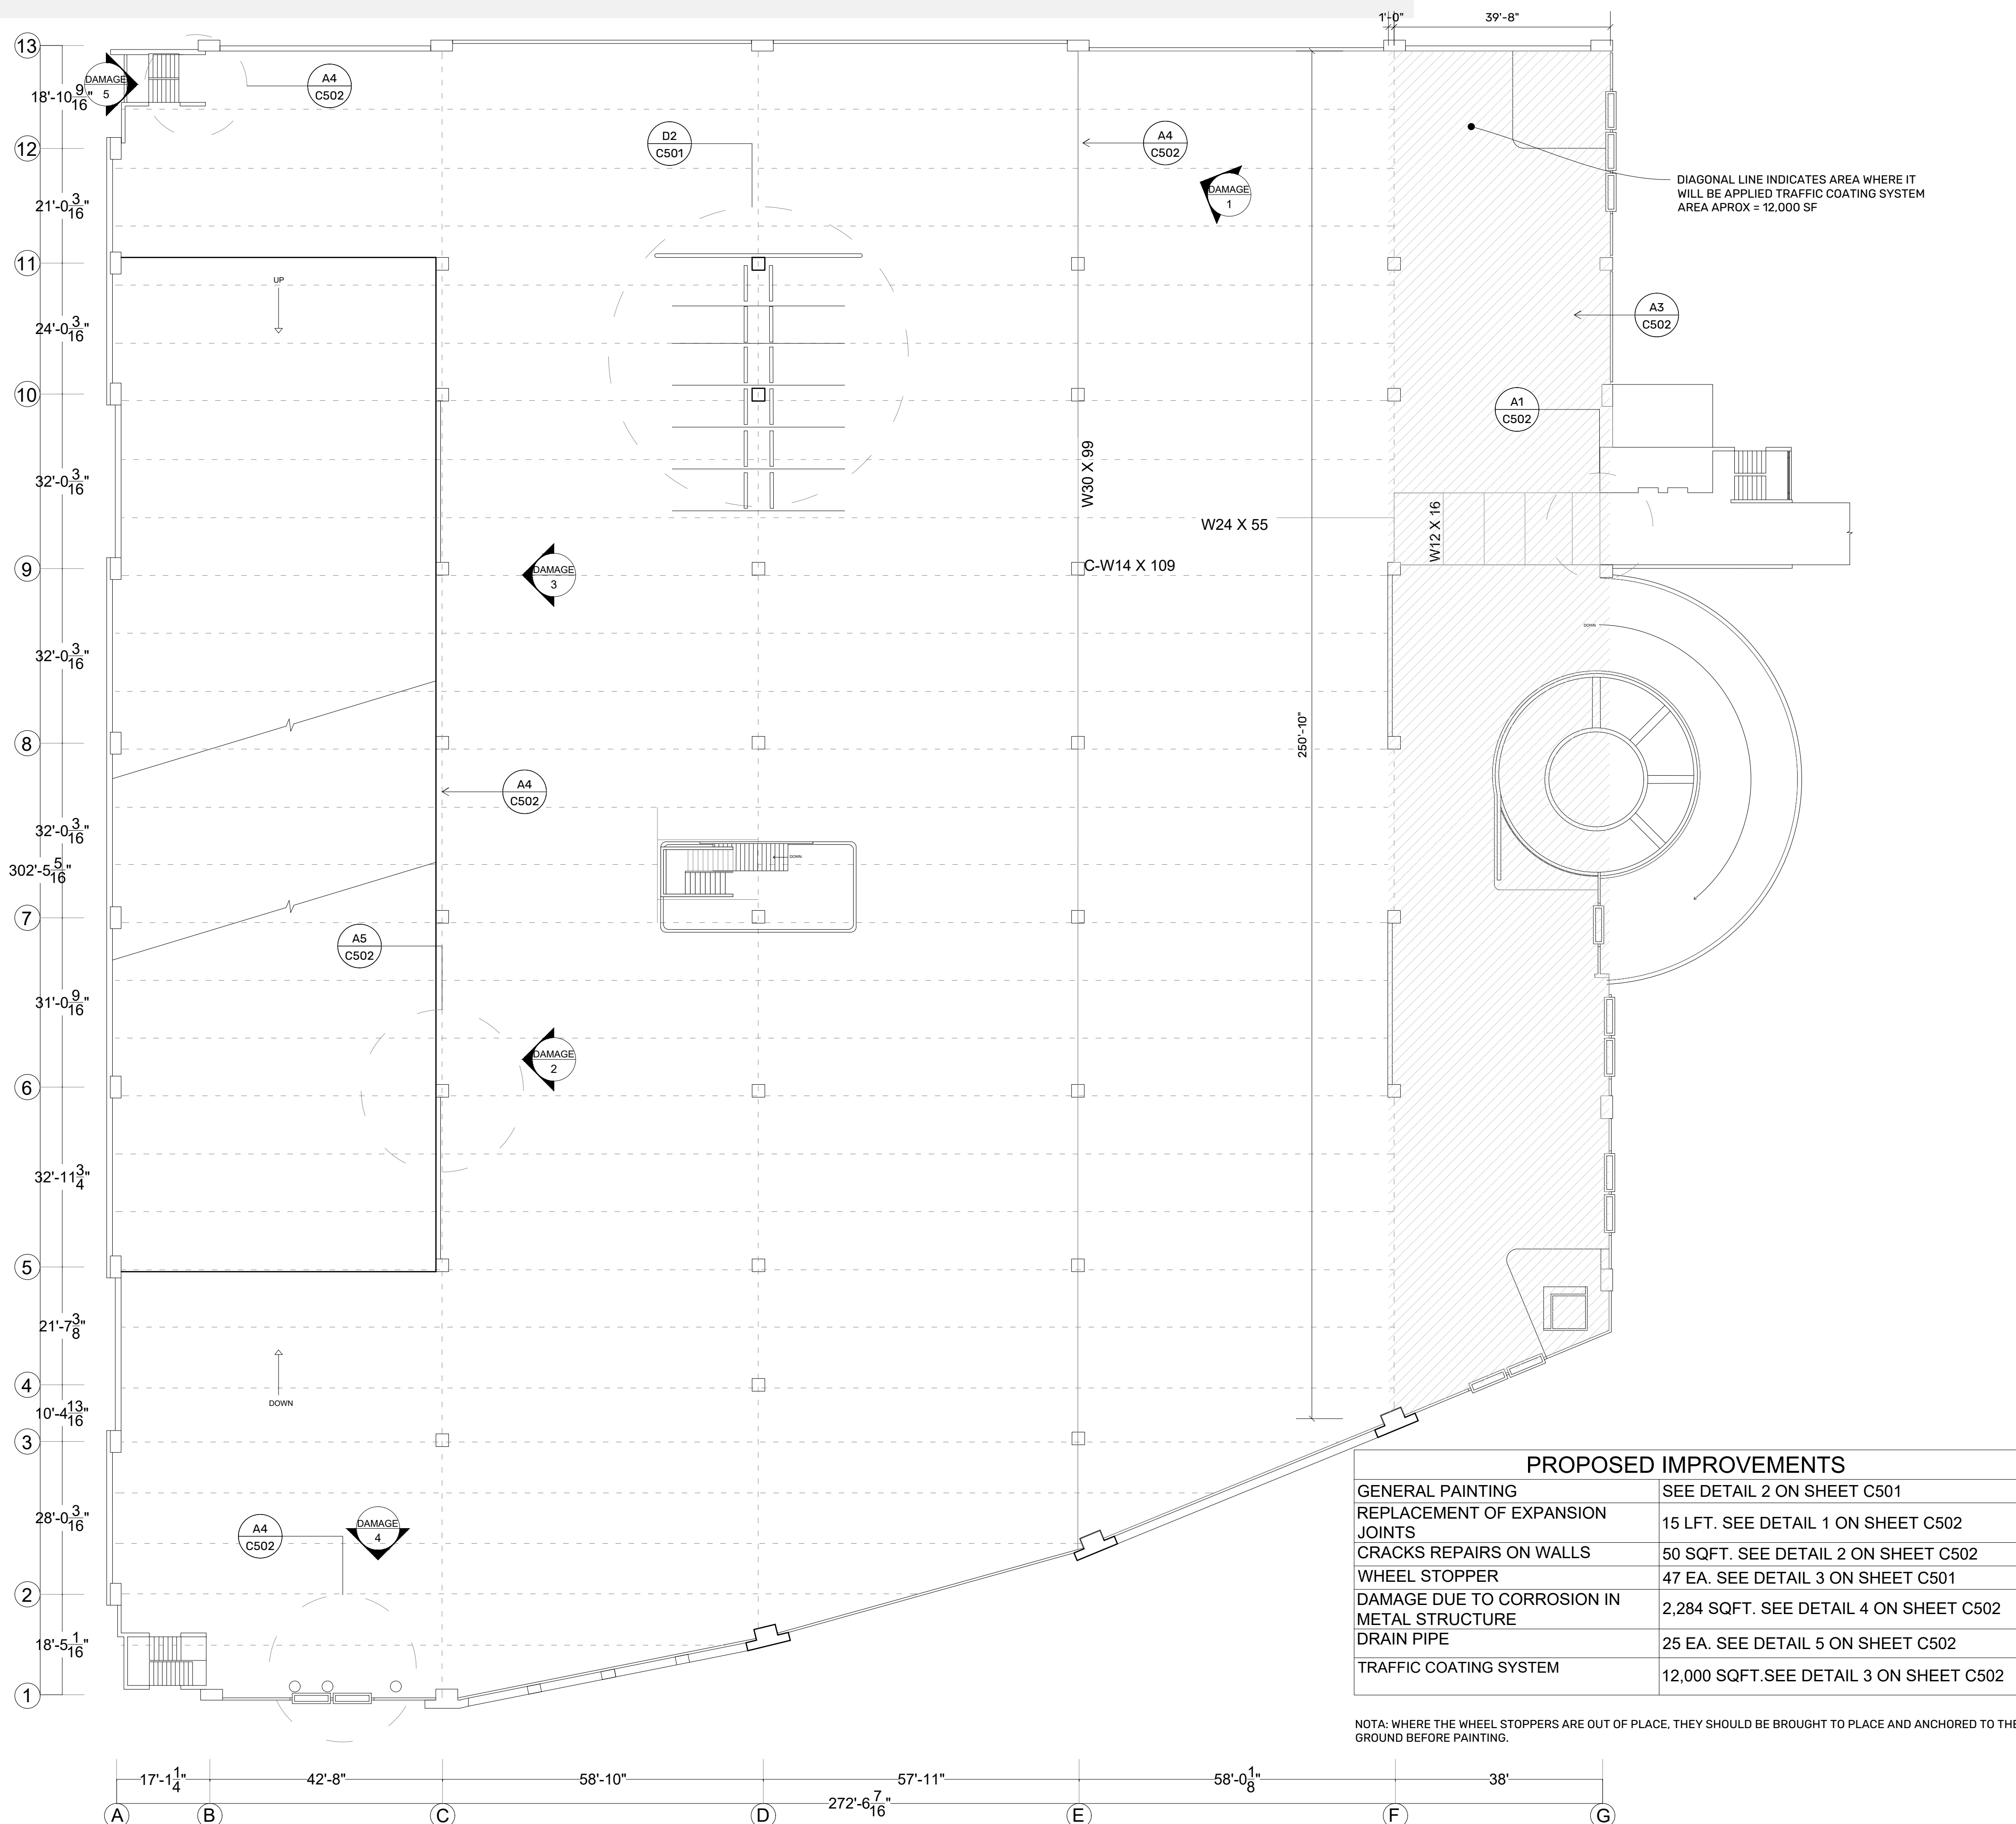 1'-0"
39'-8"
13
DAMAGE
5
A4
C502
18'-10 9/16"
12
D2
C501
A4
C502
DAMAGE
1
DIAGONAL LINE INDICATES AREA WHERE IT
WILL BE APPLIED TRAFFIC COATING SYSTEM
AREA APROX = 12,000 SF
21'-0 3/16"
11
UP
A3
C502
24'-0 3/16"
10
A1
C502
32'-0 3/16"
W30 X 99
W24 X 55
W12 X 16
9
DAMAGE
3
C-W14 X 109
DOWN
32'-0 3/16"
8
250'-10"
A4
C502
32'-0 3/16"
DOWN
302'-5 5/16"
7
A5
C502
31'-0 9/16"
DAMAGE
2
6
32'-11 3/4"
5
21'-7 3/8"
4
DOWN
10'-4 13/16"
3
28'-0 3/16"
A4
C502
DAMAGE
4
2
18'-5 1/16"
1
PROPOSED IMPROVEMENTS
GENERAL PAINTING
SEE DETAIL 2 ON SHEET C501
REPLACEMENT OF EXPANSION
JOINTS
15 LFT. SEE DETAIL 1 ON SHEET C502
CRACKS REPAIRS ON WALLS
50 SQFT. SEE DETAIL 2 ON SHEET C502
WHEEL STOPPER
47 EA. SEE DETAIL 3 ON SHEET C501
DAMAGE DUE TO CORROSION IN
METAL STRUCTURE
2,284 SQFT. SEE DETAIL 4 ON SHEET C502
DRAIN PIPE
25 EA. SEE DETAIL 5 ON SHEET C502
TRAFFIC COATING SYSTEM
12,000 SQFT.SEE DETAIL 3 ON SHEET C502
NOTA: WHERE THE WHEEL STOPPERS ARE OUT OF PLACE, THEY SHOULD BE BROUGHT TO PLACE AND ANCHORED TO THE
GROUND BEFORE PAINTING.
17'-1 1/4"
42'-8"
58'-10"
57'-11"
58'-0 1/8"
38'
272'-6 7/16"
A
B
C
D
E
F
G